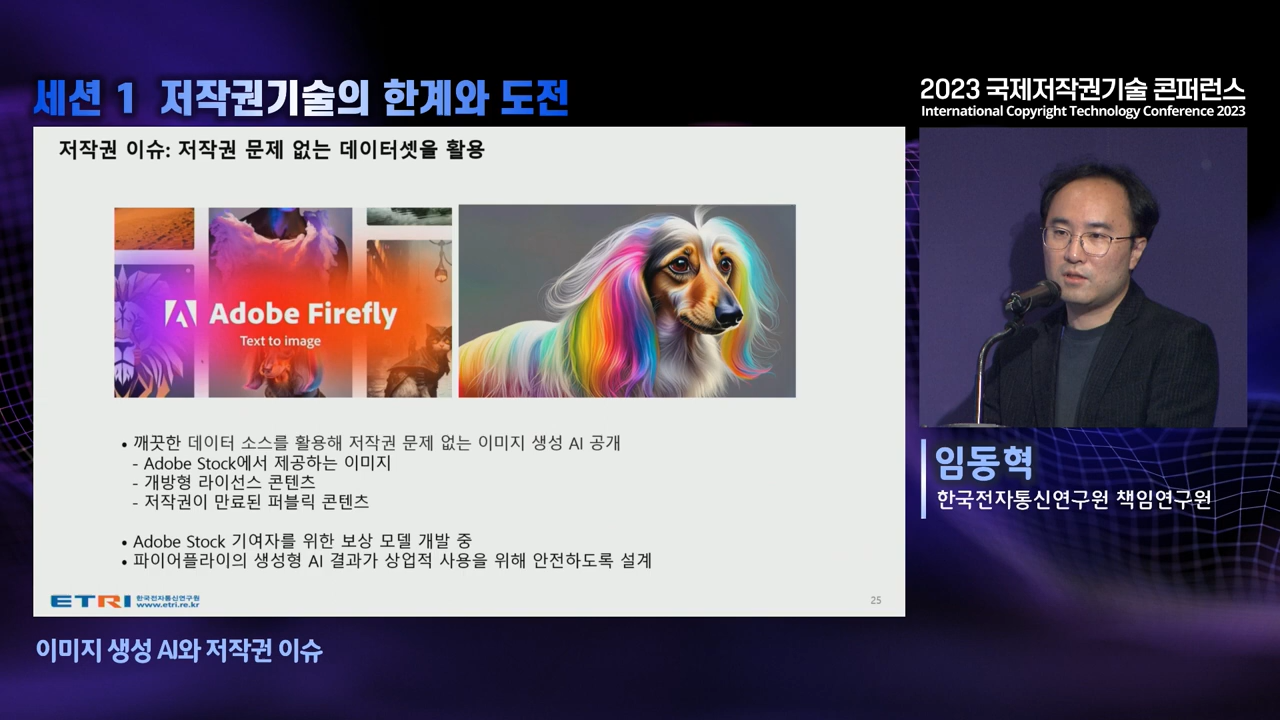 세션 1 저작권기술의 한계와 도전
2023 국제저작권기술 콘퍼런스
International Copyright Technology Conference 2023
저작권 이슈: 저작권 문제 없는 데이터셋을 활용
Adobe Firefly
Text to image
• 깨끗한 데이터 소스를 활용해 저작권 문제 없는 이미지 생성 AI 공개
- Adobe Stock에서 제공하는 이미지
- 개방형 라이선스 콘텐츠
- 저작권이 만료된 퍼블릭 콘텐츠
• Adobe Stock 기여자를 위한 보상 모델 개발 중
• 파이어플라이의 생성형 AI 결과가 상업적 사용을 위해 안전하도록 설계
ETRI 한국전자통신연구원
www.etri.re.kr
25
임동혁
한국전자통신연구원 책임연구원
이미지 생성 AI와 저작권 이슈